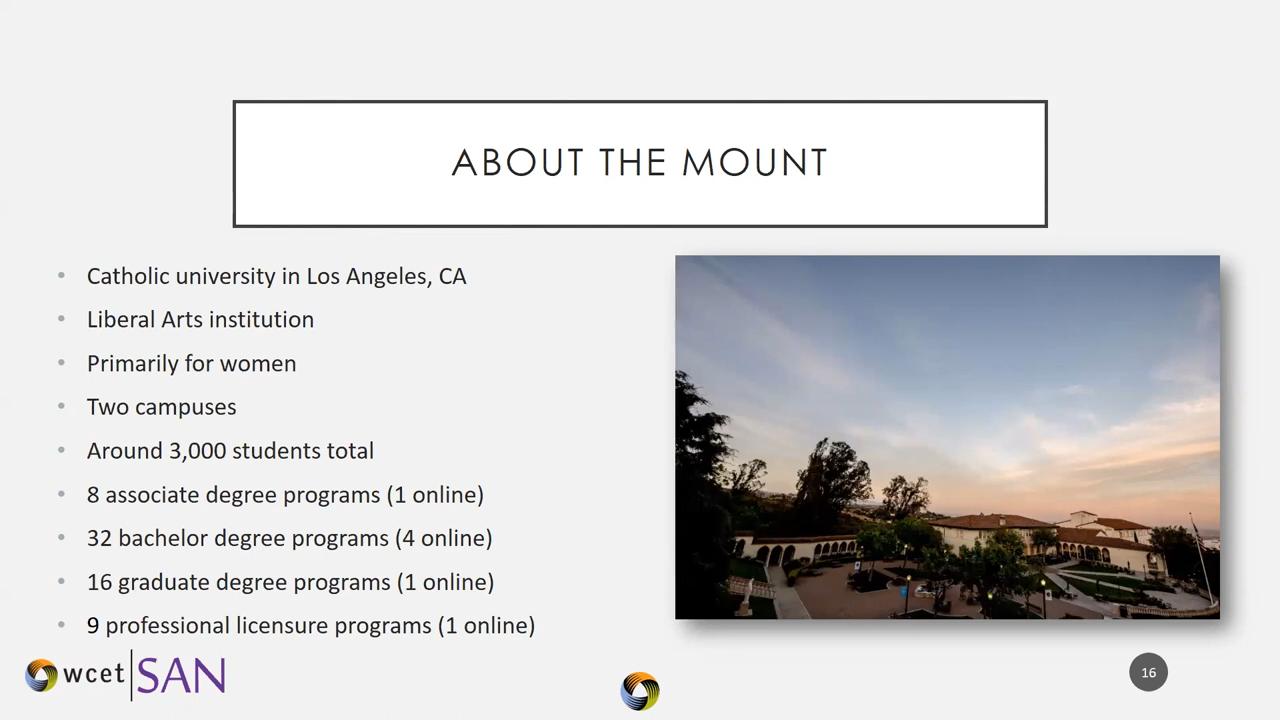 ABOUT THE MOUNT
• Catholic university in Los Angeles, CA
• Liberal Arts institution
• Primarily for women
• Two campuses
• Around 3,000 students total
• 8 associate degree programs (1 online)
• 32 bachelor degree programs (4 online)
• 16 graduate degree programs (1 online)
• 9 professional licensure programs (1 online)
wcet SAN
16